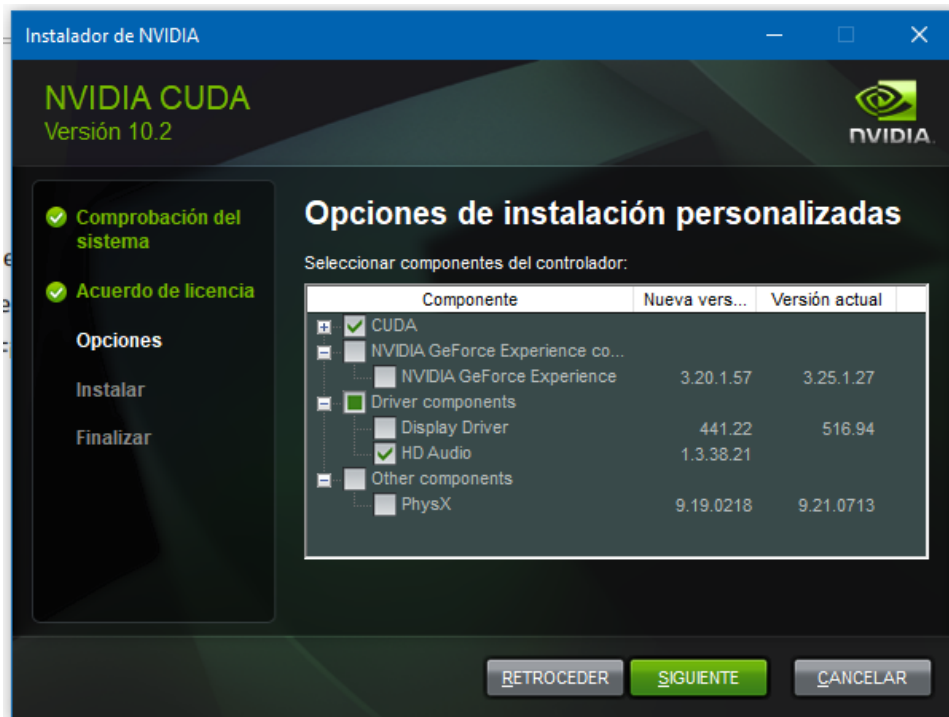 Instalador de NVIDIA
NVIDIA CUDA
Versión 10.2
NVIDIA.
Comprobación del
sistema
Acuerdo de licencia
Opciones
Instalar
Finalizar
Opciones de instalación personalizadas
Seleccionar componentes del controlador:
Componente Nueva vers... Versión actual
CUDA
NVIDIA GeForce Experience co...
NVIDIA GeForce Experience 3.20.1.57 3.25.1.27
Driver components
Display Driver 441.22 516.94
HD Audio 1.3.38.21
Other components
PhysX 9.19.0218 9.21.0713
RETROCEDER SIGUIENTE CANCELAR